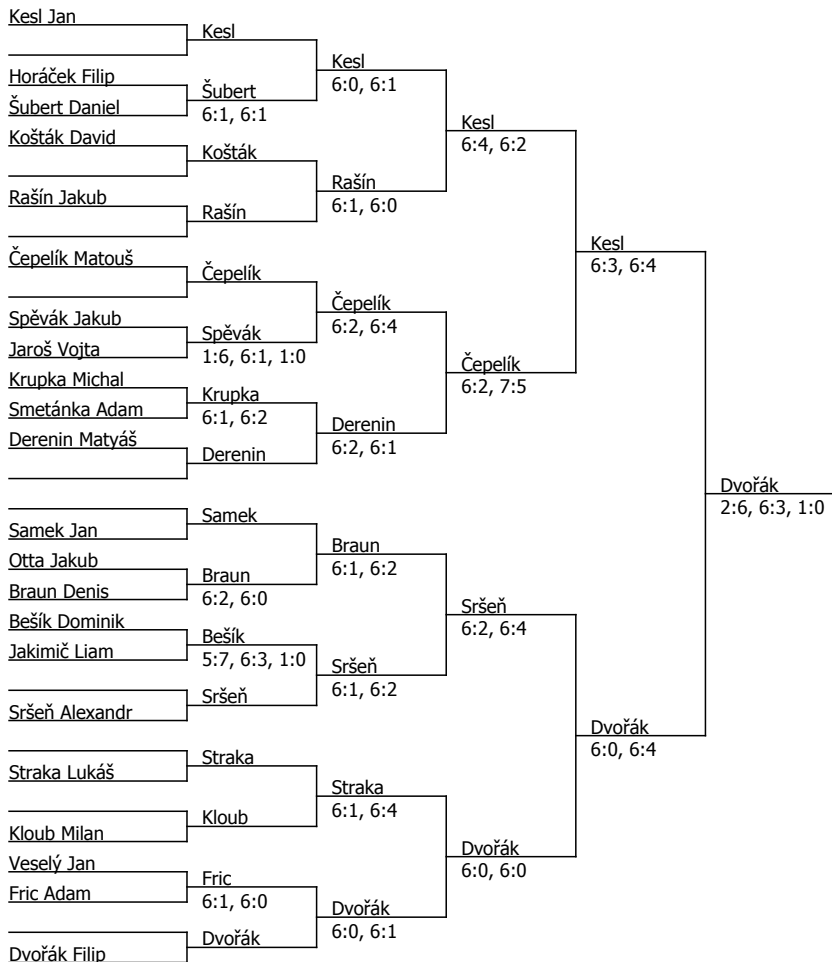 Kesl Jan
Kesl
Kesl
6:0, 6:1
Horáček Filip
Šubert
Šubert Daniel
6:1, 6:1
Kesl
6:4, 6:2
Košták David
Košták
Rašín
6:1, 6:0
Rašín Jakub
Rašín
Kesl
6:3, 6:4
Čepelík Matouš
Čepelík
Čepelík
6:2, 6:4
Spěvák Jakub
Spěvák
Jaroš Vojta
1:6, 6:1, 1:0
Čepelík
6:2, 7:5
Krupka Michal
Krupka
Smetánka Adam
6:1, 6:2
Derenin
6:2, 6:1
Derenin Matyáš
Derenin
Dvořák
2:6, 6:3, 1:0
Samek
Samek Jan
Braun
6:1, 6:2
Otta Jakub
Braun
Braun Denis
6:2, 6:0
Sršeň
6:2, 6:4
Bešík Dominik
Bešík
Jakimič Liam
5:7, 6:3, 1:0
Sršeň
6:1, 6:2
Sršeň
Sršeň Alexandr
Dvořák
6:0, 6:4
Straka
Straka Lukáš
Straka
6:1, 6:4
Kloub
Kloub Milan
Dvořák
6:0, 6:0
Veselý Jan
Fric
Fric Adam
6:1, 6:0
Dvořák
6:0, 6:1
Dvořák
Dvořák Filip